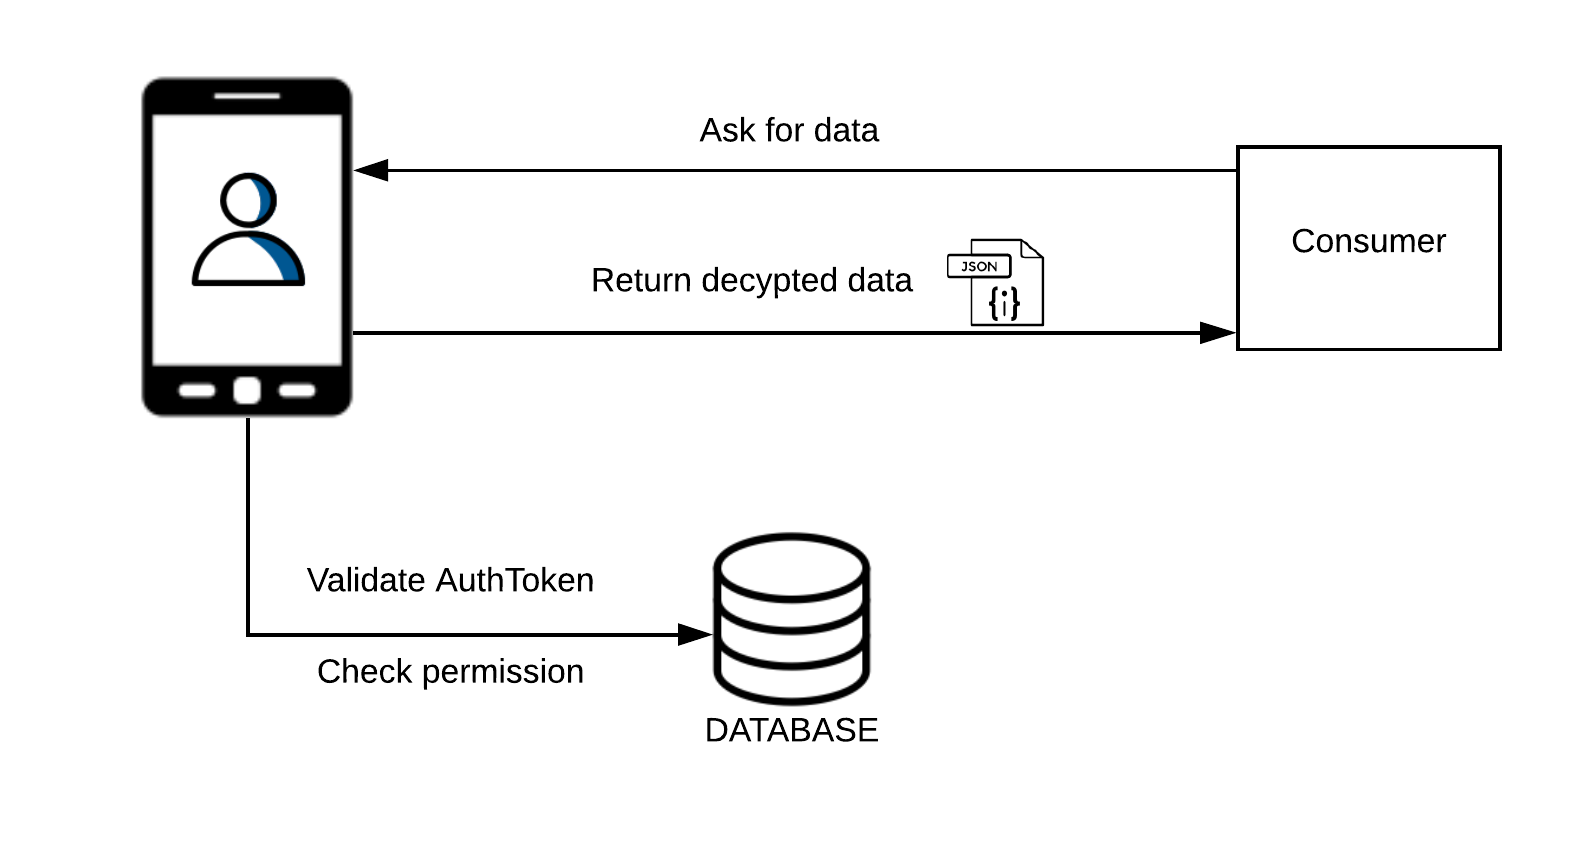 Ask for data
Consumer
Return decypted data
JSON
{i}
Validate AuthToken
Check permission
DATABASE